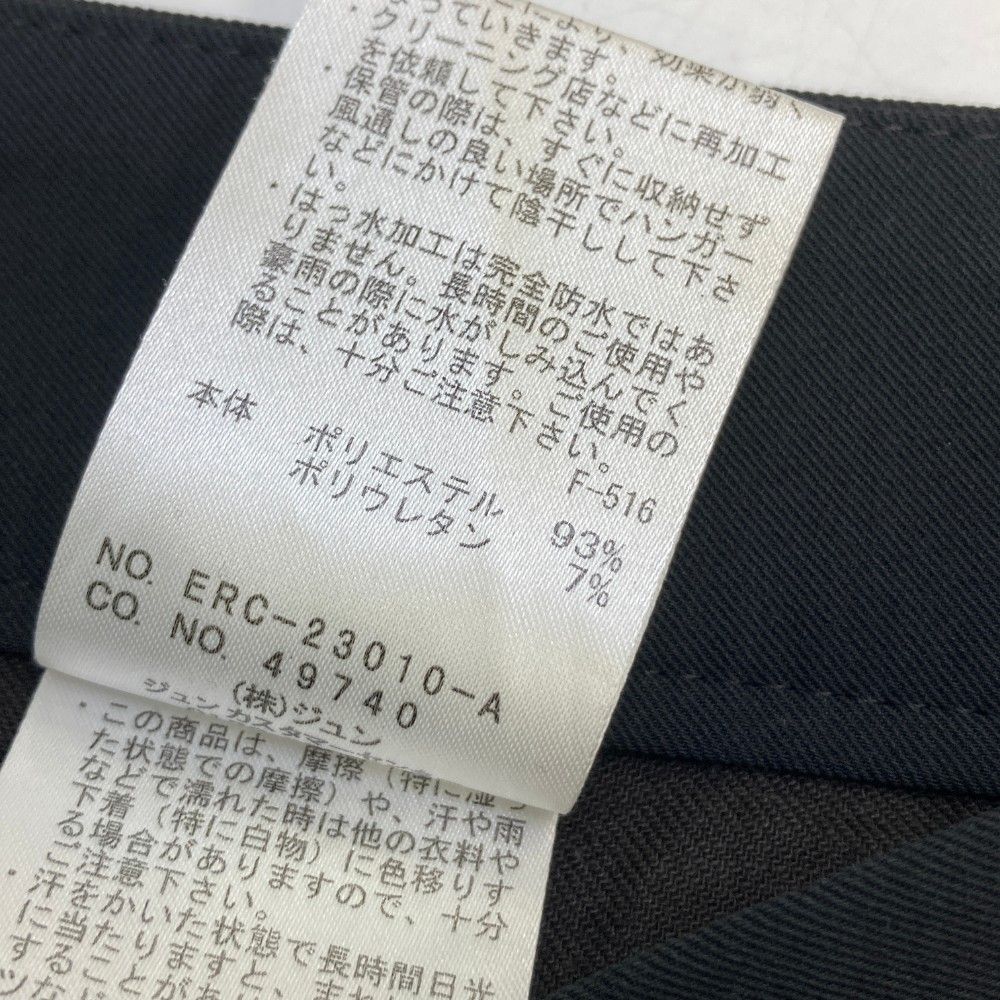 により、効果が弱く
きます。
クリーニング店などに再加工
を依頼して下さい。
保管の際は、すぐに収納せず
風通しの良い場所でハンガー
などにかけて陰干しして下さ
い。
・はっ水加工は完全防水ではあ
りません。長時間のご使用や
豪雨の際に水がしみ込んでく
ることがあります。ご使用の
際は、十分ご注意下さい。
F-516
本体 ポリエステル 93%
ポリウレタン 7%
NO. ERC-23010-A
CO. NO. 49740
(株)ジュン
・この商品は、摩擦(特に湿っ
た状態での摩擦)や、汗や雨
などで濡れた時は他の衣料や
下着(特に白物)に色移りす
る場合がありますので、十分
ご注意下さい。
・汗をかいた状態で長時間日光
に当たりますと、